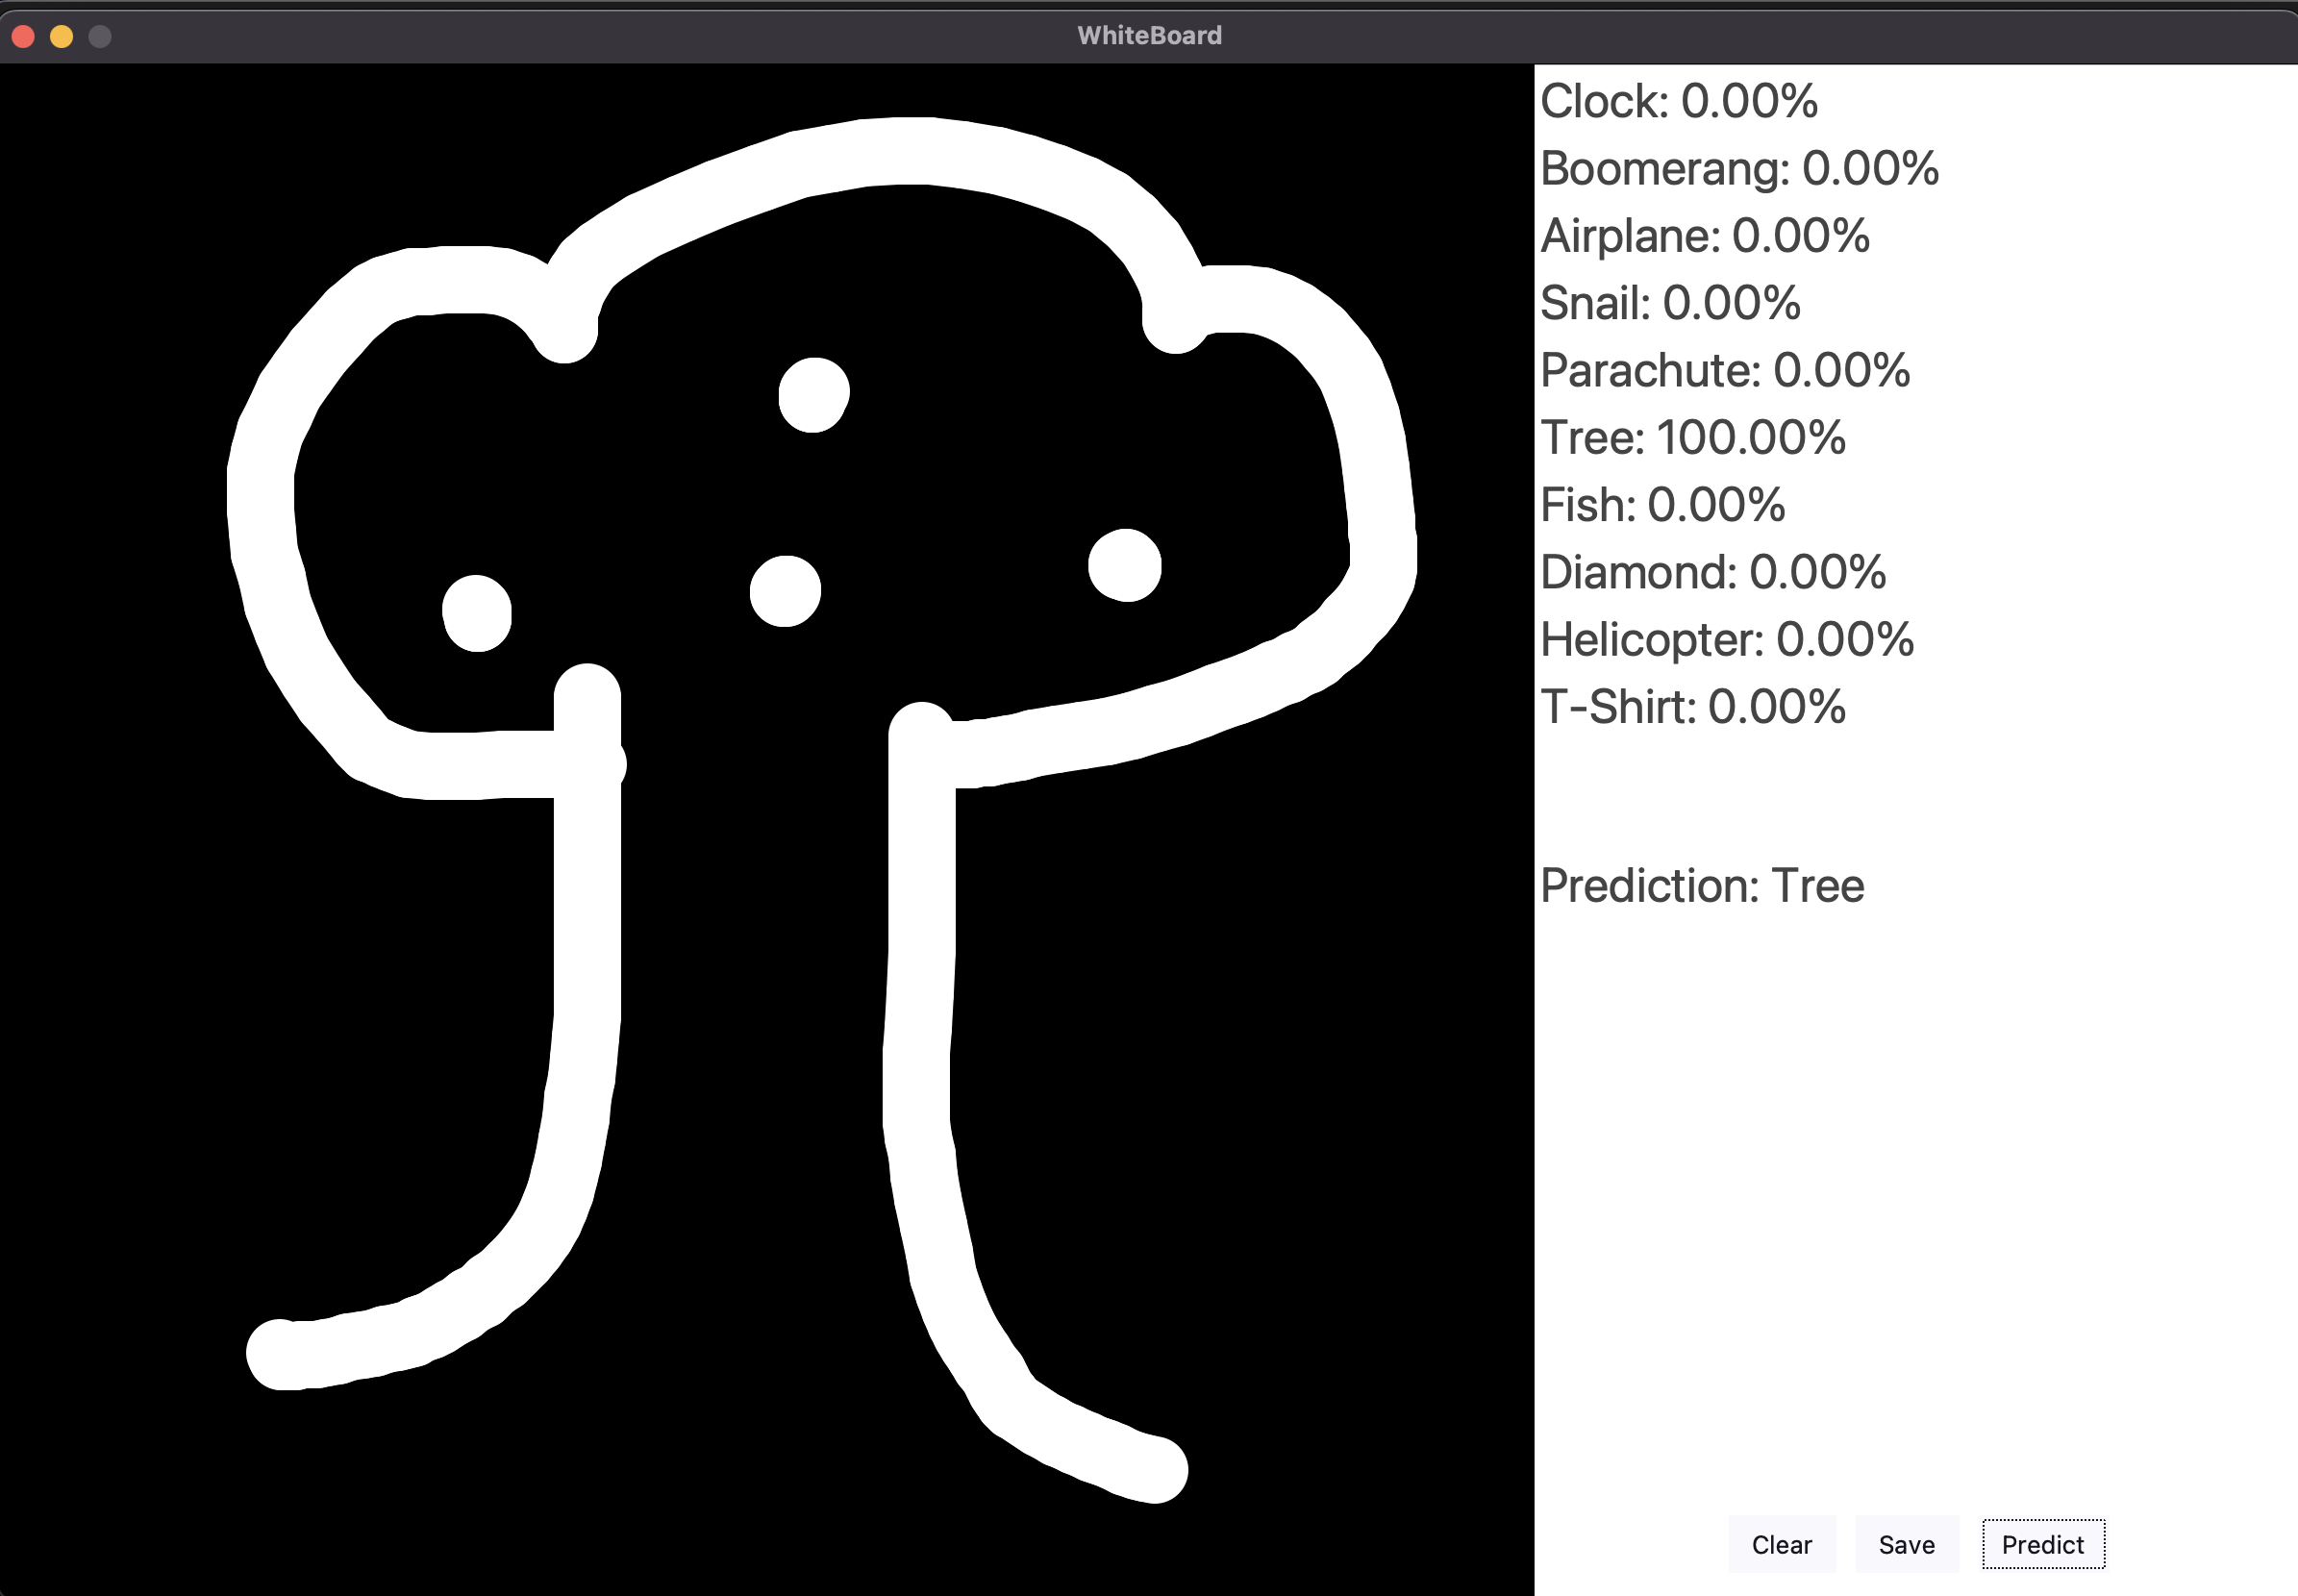 WhiteBoard
Clock: 0.00%
Boomerang: 0.00%
Airplane: 0.00%
Snail: 0.00%
Parachute: 0.00%
Tree: 100.00%
Fish: 0.00%
Diamond: 0.00%
Helicopter: 0.00%
T-Shirt: 0.00%
Prediction: Tree
Clear Save Predict